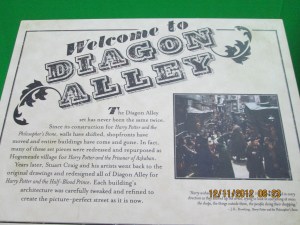 Welcome to
DIAGON
ALLEY
The Diagon Alley
set has never been the same twice.
Since its construction for Harry Potter and the
Philosopher's Stone, walls have shifted, shopfronts have
moved and entire buildings have come and gone. In fact,
many of these set pieces were redressed and repurposed as
Hogsmeade village for Harry Potter and the Prisoner of Azkaban.
Years later, Stuart Craig and his artists went back to the
original drawings and redesigned all of Diagon Alley for
Harry Potter and the Half-Blood Prince. Each building's
architecture was carefully tweaked and refined to
create the picture-perfect street as it is now.
12/11/2012